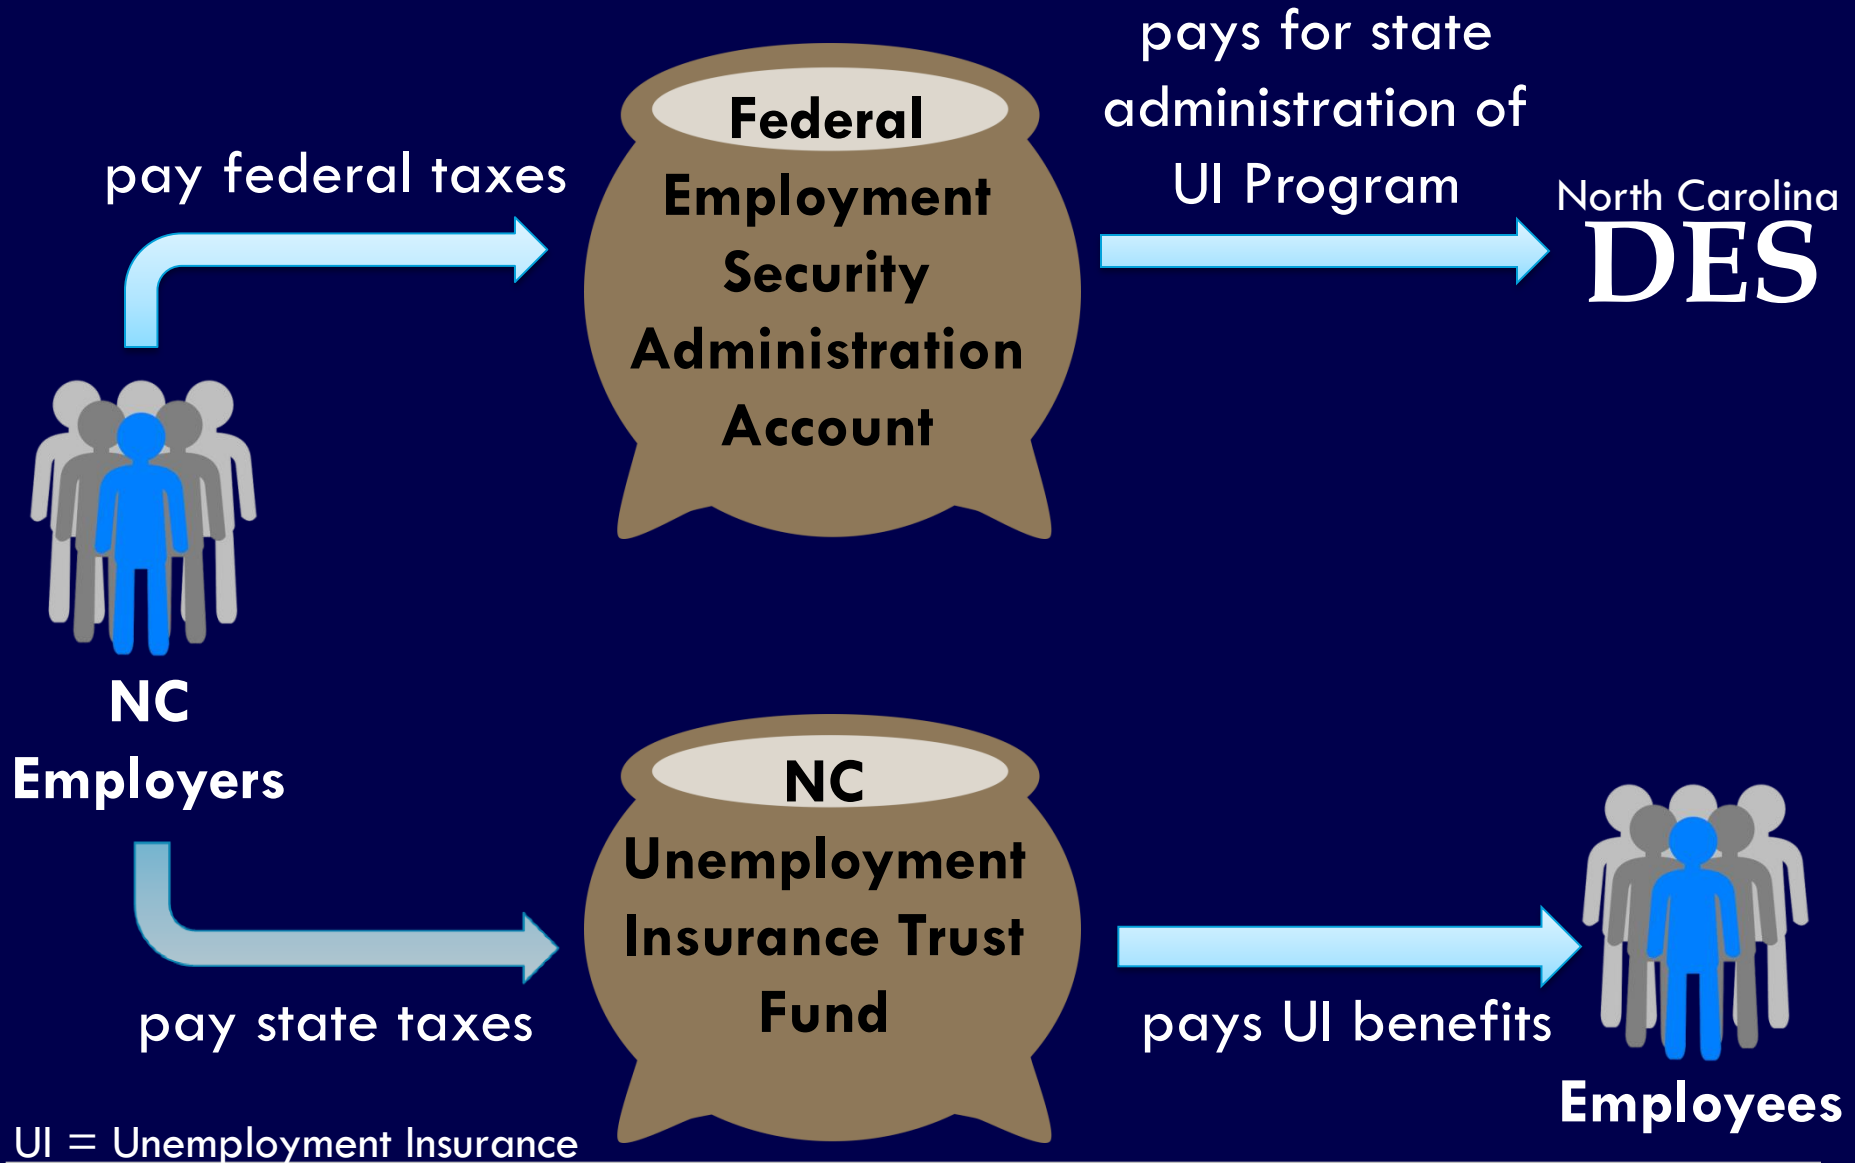 pay federal taxes
Federal
Employment
Security
Administration
Account
pays for state
administration of
UI Program
North Carolina
DES
NC
Employers
pay state taxes
NC
Unemployment
Insurance Trust
Fund
pays UI benefits
Employees
UI = Unemployment Insurance